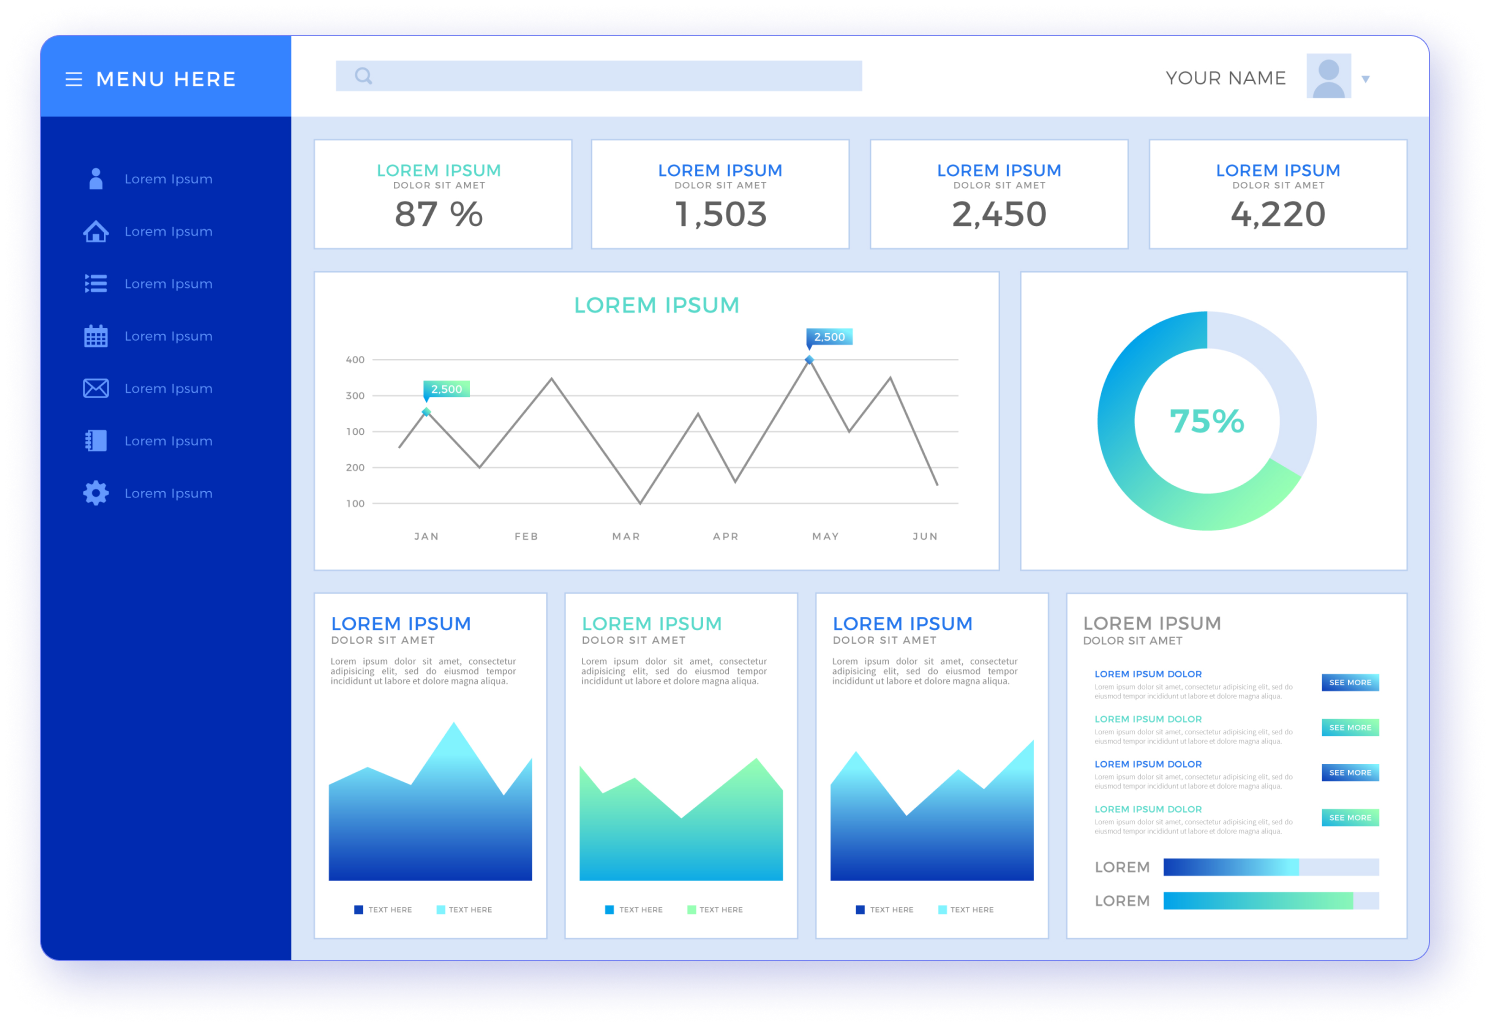 MENU HERE
YOUR NAME
Lorem Ipsum
Lorem Ipsum
Lorem Ipsum
Lorem Ipsum
Lorem Ipsum
Lorem Ipsum
Lorem Ipsum
LOREM IPSUM
DOLOR SIT AMET
87 %
LOREM IPSUM
DOLOR SIT AMET
1,503
LOREM IPSUM
DOLOR SIT AMET
2,450
LOREM IPSUM
DOLOR SIT AMET
4,220
LOREM IPSUM
2,500
2,500
400
300
100
200
100
JAN FEB MAR APR MAY JUN
75%
LOREM IPSUM
DOLOR SIT AMET
Lorem ipsum dolor sit amet, consectetur
adipisicing elit, sed do eiusmod tempor
incididunt ut labore et dolore magna aliqua.
TEXT HERE TEXT HERE
LOREM IPSUM
DOLOR SIT AMET
Lorem ipsum dolor sit amet, consectetur
adipisicing elit, sed do eiusmod tempor
incididunt ut labore et dolore magna aliqua.
TEXT HERE TEXT HERE
LOREM IPSUM
DOLOR SIT AMET
Lorem ipsum dolor sit amet, consectetur
adipisicing elit, sed do eiusmod tempor
incididunt ut labore et dolore magna aliqua.
TEXT HERE TEXT HERE
LOREM IPSUM
DOLOR SIT AMET
LOREM IPSUM DOLOR
Lorem ipsum dolor sit amet, consectetur adipisicing elit, sed do
eiusmod tempor incididunt ut labore et dolore magna aliqua.
SEE MORE
LOREM IPSUM DOLOR
Lorem ipsum dolor sit amet, consectetur adipisicing elit, sed do
eiusmod tempor incididunt ut labore et dolore magna aliqua.
SEE MORE
LOREM IPSUM DOLOR
Lorem ipsum dolor sit amet, consectetur adipisicing elit, sed do
eiusmod tempor incididunt ut labore et dolore magna aliqua.
SEE MORE
LOREM IPSUM DOLOR
Lorem ipsum dolor sit amet, consectetur adipisicing elit, sed do
eiusmod tempor incididunt ut labore et dolore magna aliqua.
SEE MORE
LOREM
LOREM